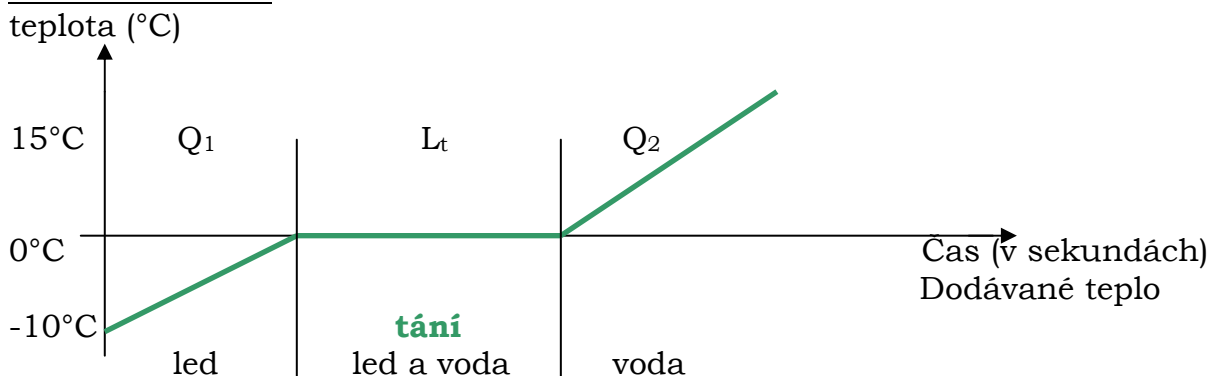 teplota (°C)
15°C Q₁ Lₜ Q₂
0°C
Čas (v sekundách)
Dodávané teplo
-10°C tání
led led a voda voda